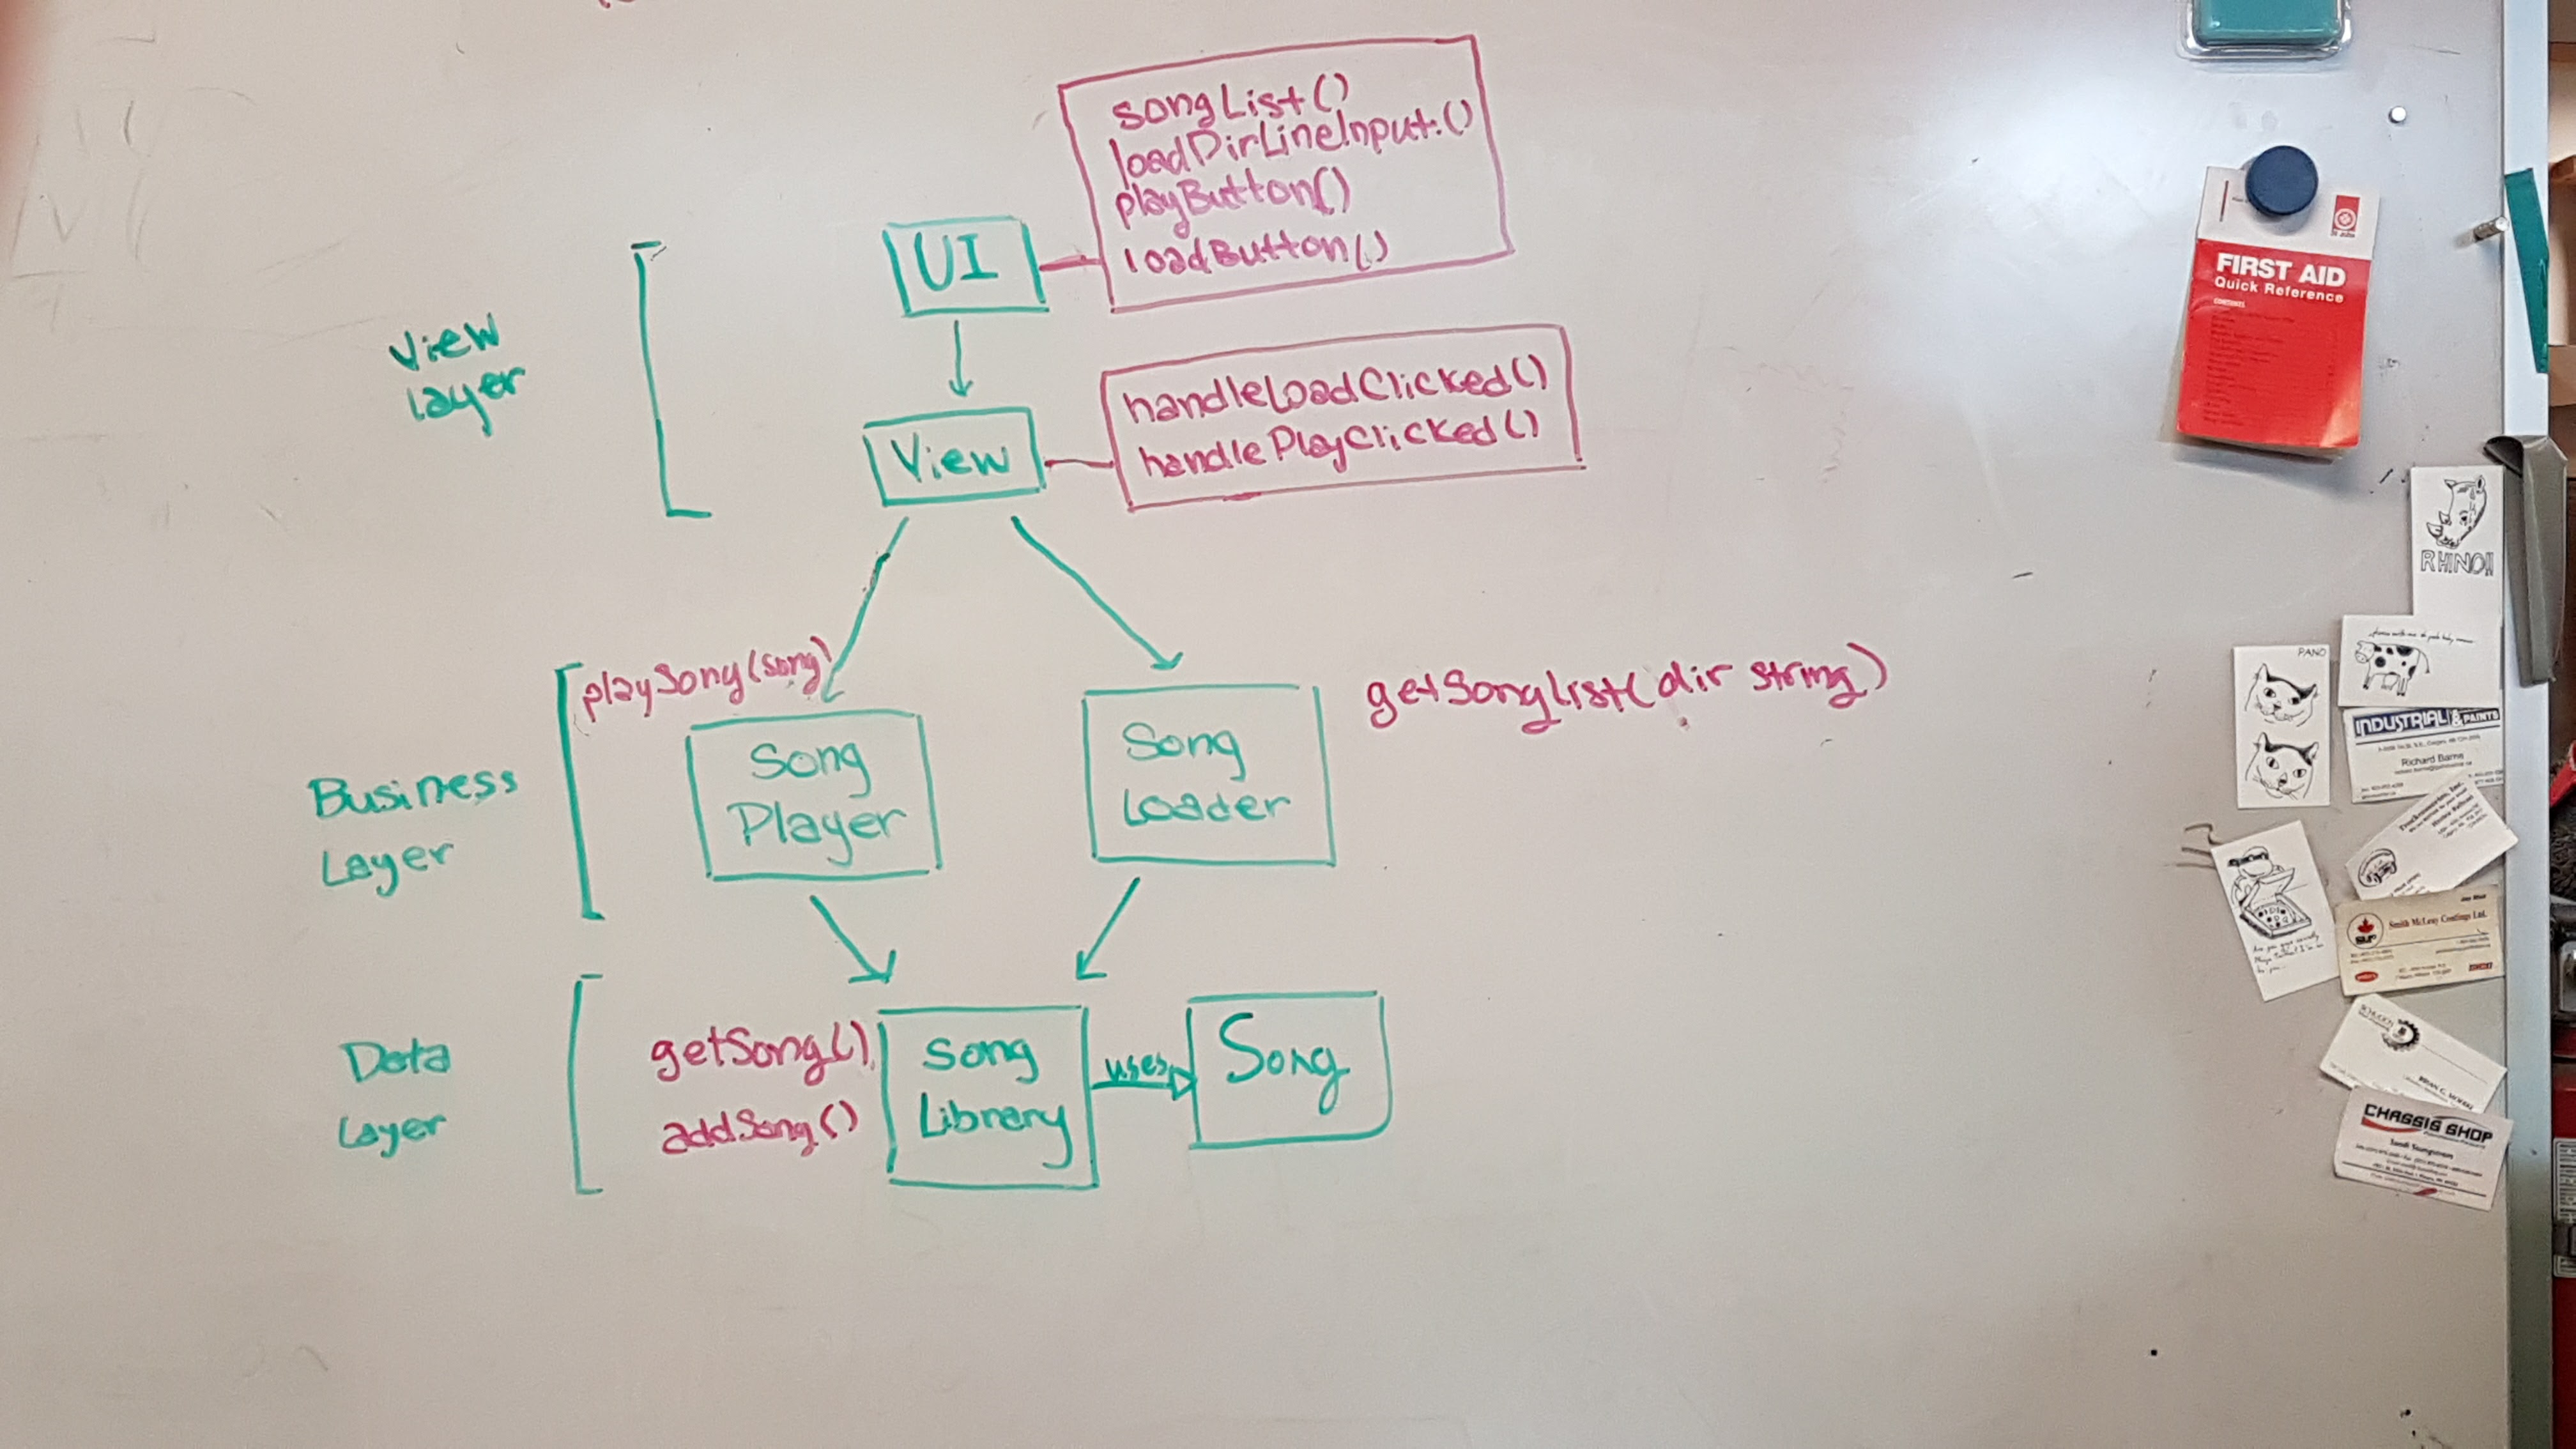 songList()
loadDirLineInput()
playButton()
loadButton()
UI
View
Layer
handleLoadClicked()
handlePlayClicked()
View
playSong(song)
getSongList(dir string)
Business
Layer
Song
Player
Song
Loader
Data
Layer
getSong()
addSong()
Song
Library
uses
Song
FIRST AID
Quick Reference
CONTENTS
RHINO!!
PANO
INDUSTRIAL & PAINTS
Richard Barns
Smith McLeay Coatings Ltd.
CHASSIS SHOP